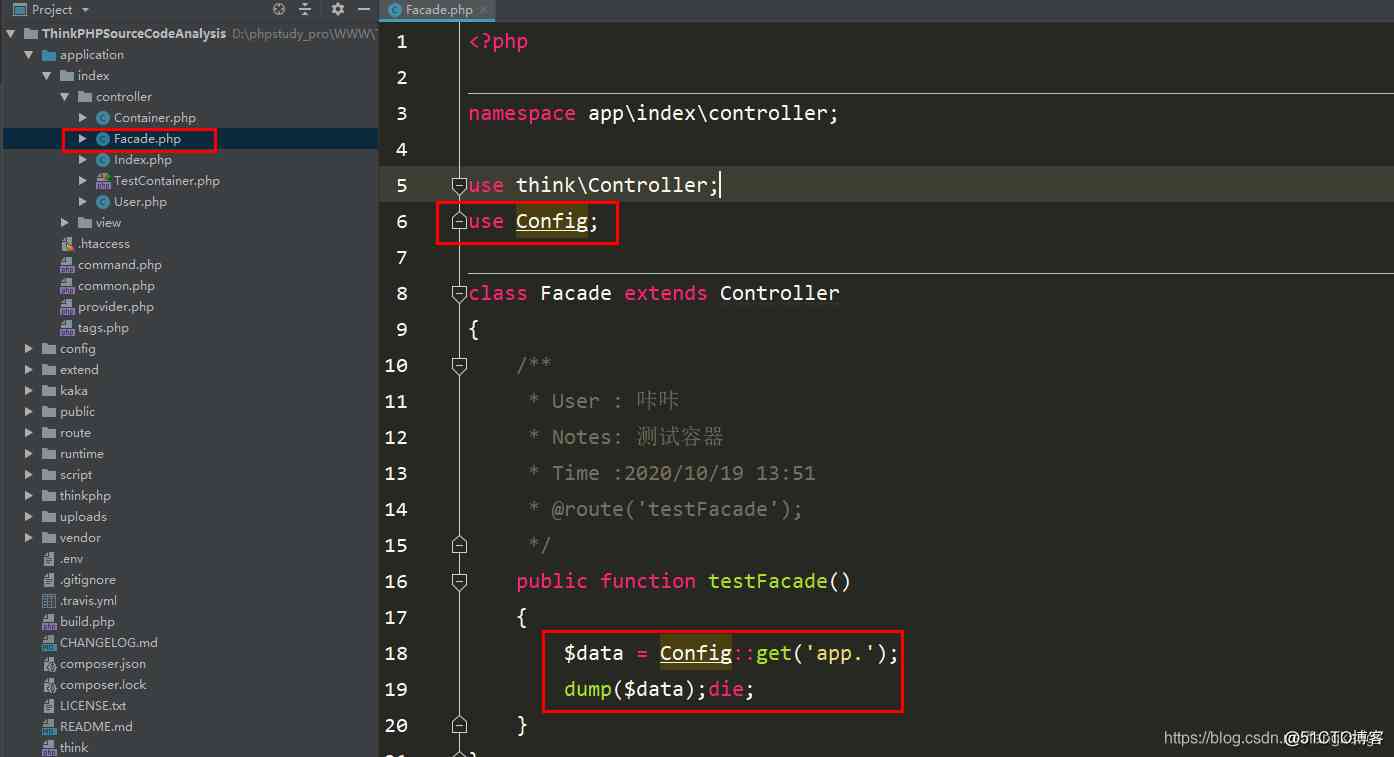 Project
ThinkPHPSourceCodeAnalysis D:\phpstudy_pro\WWW\
application
index
controller
Container.php
Facade.php
Index.php
TestContainer.php
User.php
view
.htaccess
command.php
common.php
provider.php
tags.php
config
extend
kaka
public
route
runtime
script
thinkphp
uploads
vendor
.env
.gitignore
.travis.yml
build.php
CHANGELOG.md
composer.json
composer.lock
LICENSE.txt
README.md
think
Facade.php
1 <?php
2
3 namespace app\index\controller;
4
5 use think\Controller;
6 use Config;
7
8 class Facade extends Controller
9 {
10 /**
11 * User : 咔咔
12 * Notes: 测试容器
13 * Time :2020/10/19 13:51
14 * @route('testFacade');
15 */
16 public function testFacade()
17 {
18 $data = Config::get('app.');
19 dump($data);die;
20 }
https://blog.csdn.n
@51CTO博客